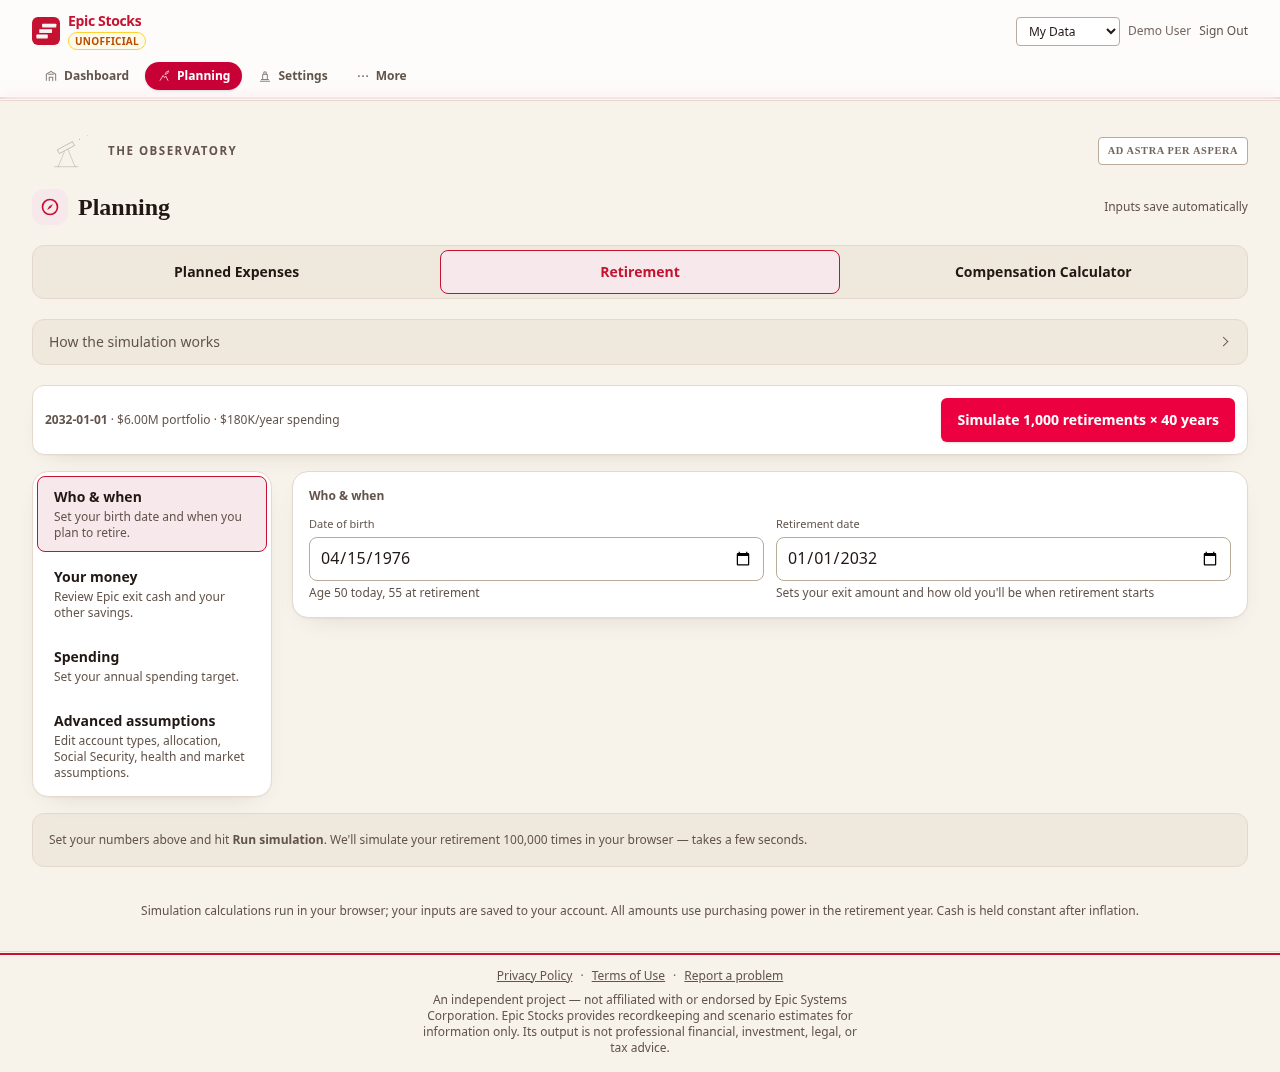 Epic Stocks
UNOFFICIAL
My Data
Demo User
Sign Out
Dashboard
Planning
Settings
More
THE OBSERVATORY
AD ASTRA PER ASPERA
Planning
Inputs save automatically
Planned Expenses
Retirement
Compensation Calculator
How the simulation works
2032-01-01 · $6.00M portfolio · $180K/year spending
Simulate 1,000 retirements × 40 years
Who & when
Set your birth date and when you
plan to retire.
Your money
Review Epic exit cash and your
other savings.
Spending
Set your annual spending target.
Advanced assumptions
Edit account types, allocation,
Social Security, health and market
assumptions.
Who & when
Date of birth
04/15/1976
Age 50 today, 55 at retirement
Retirement date
01/01/2032
Sets your exit amount and how old you'll be when retirement starts
Set your numbers above and hit Run simulation. We'll simulate your retirement 100,000 times in your browser — takes a few seconds.
Simulation calculations run in your browser; your inputs are saved to your account. All amounts use purchasing power in the retirement year. Cash is held constant after inflation.
Privacy Policy · Terms of Use · Report a problem
An independent project — not affiliated with or endorsed by Epic Systems
Corporation. Epic Stocks provides recordkeeping and scenario estimates for
information only. Its output is not professional financial, investment, legal, or
tax advice.